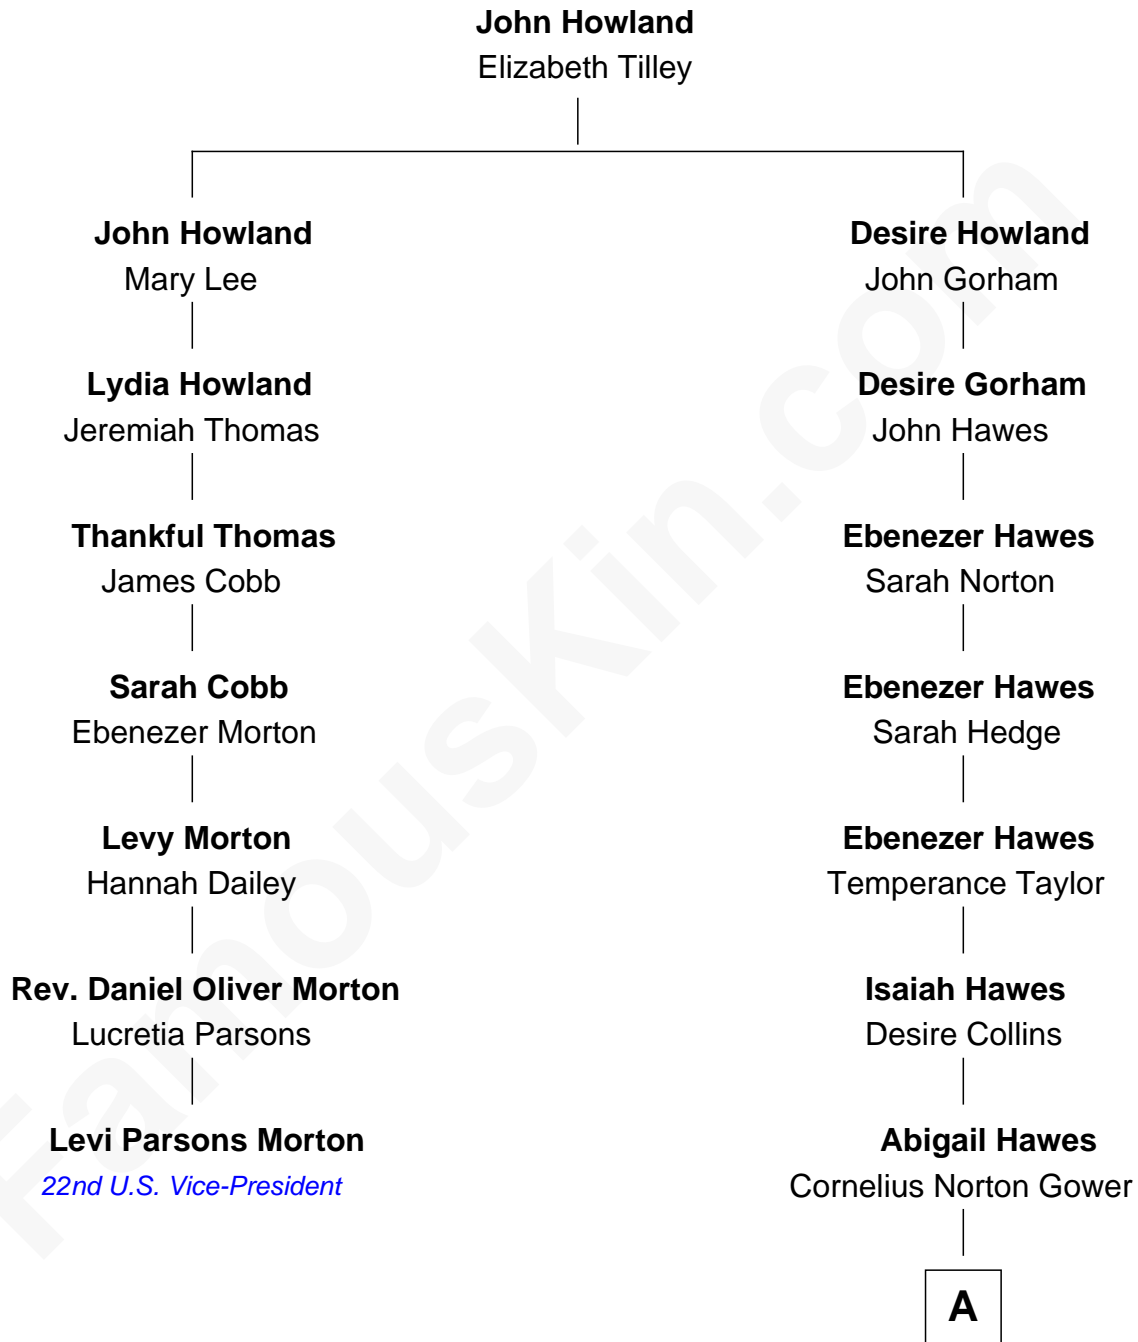 John Howland
Elizabeth Tilley
John Howland
Mary Lee
Desire Howland
John Gorham
Lydia Howland
Jeremiah Thomas
Desire Gorham
John Hawes
Thankful Thomas
James Cobb
Ebenezer Hawes
Sarah Norton
Sarah Cobb
Ebenezer Morton
Ebenezer Hawes
Sarah Hedge
Levy Morton
Hannah Dailey
Ebenezer Hawes
Temperance Taylor
Rev. Daniel Oliver Morton
Lucretia Parsons
Isaiah Hawes
Desire Collins
Levi Parsons Morton
22nd U.S. Vice-President
Abigail Hawes
Cornelius Norton Gower
A
FamousKin.com